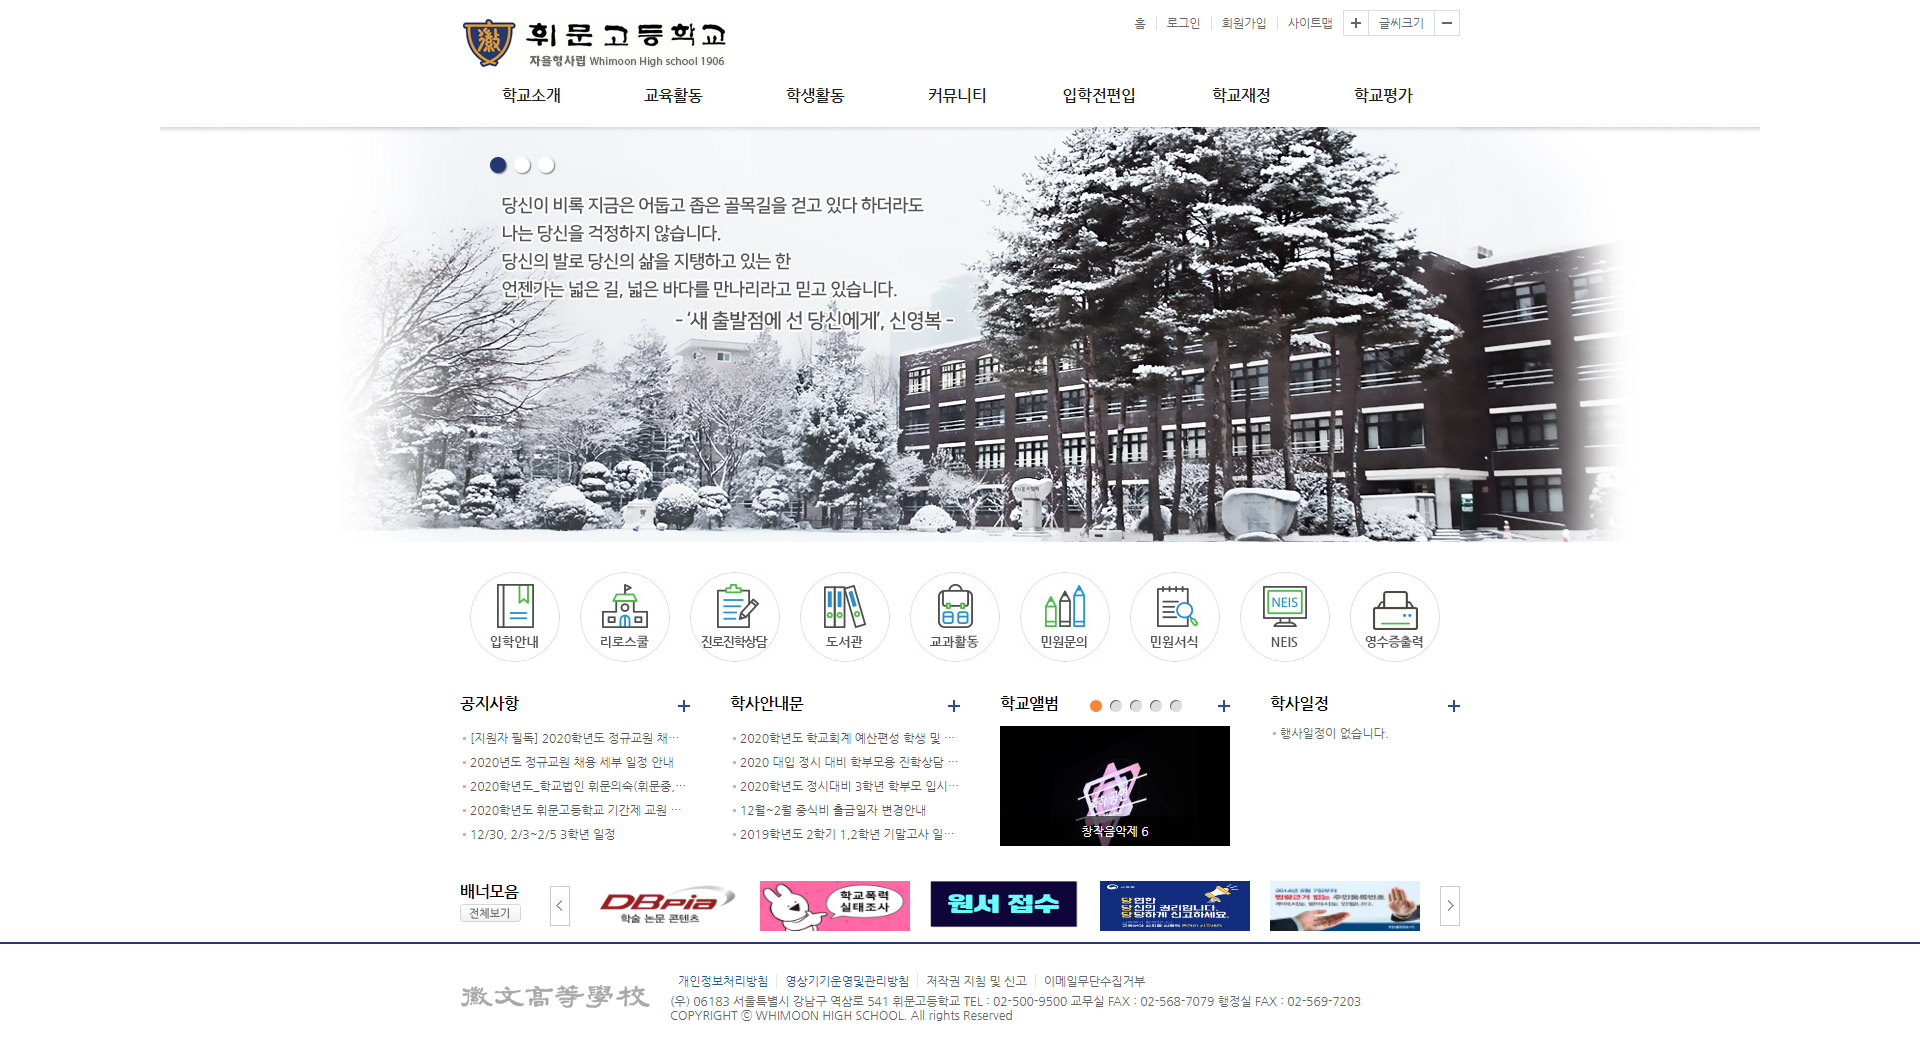 휘문고등학교
자율형사립 Whimoon High school 1906
홈 로그인 회원가입 사이트맵 + 글씨크기 −
학교소개 교육활동 학생활동 커뮤니티 입학전편입 학교재정 학교평가
당신이 비록 지금은 어둡고 좁은 골목길을 걷고 있다 하더라도
나는 당신을 걱정하지 않습니다.
당신의 발로 당신의 삶을 지탱하고 있는 한
언젠가는 넓은 길, 넓은 바다를 만나리라고 믿고 있습니다.
- ‘새 출발점에 선 당신에게’, 신영복 -
NEIS
입학안내 리로스쿨 진로진학상담 도서관 교과활동 민원문의 민원서식 NEIS 영수증출력
공지사항
[지원자 필독] 2020학년도 정규교원 채…
2020년도 정규교원 채용 세부 일정 안내
2020학년도_학교법인 휘문의숙(휘문중,…
2020학년도 휘문고등학교 기간제 교원 …
12/30, 2/3~2/5 3학년 일정
학사안내문
2020학년도 학교회계 예산편성 학생 및 …
2020 대입 정시 대비 학부모용 진학상담 …
2020학년도 정시대비 3학년 학부모 입시…
12월~2월 중식비 출금일자 변경안내
2019학년도 2학기 1,2학년 기말고사 일…
학교앨범
창작음악제 6
학사일정
행사일정이 없습니다.
배너모음
전체보기
DBpia
학술 논문 콘텐츠
학교폭력
실태조사
원서 접수
당연한
당신의 권리입니다.
당당하게 신고하세요.
2014년 8월 7일부터
법령근거 없는 주민등록번호
개인정보처리방침 영상기기운영및관리방침 저작권 지침 및 신고 이메일무단수집거부
徽文高等學校
(우) 06183 서울특별시 강남구 역삼로 541 휘문고등학교 TEL : 02-500-9500 교무실 FAX : 02-568-7079 행정실 FAX : 02-569-7203
COPYRIGHT ⓒ WHIMOON HIGH SCHOOL. All rights Reserved